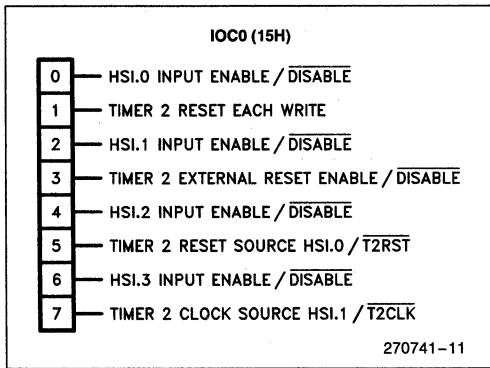 IOC0 (15H)
0 HSI.0 INPUT ENABLE / DISABLE
1 TIMER 2 RESET EACH WRITE
2 HSI.1 INPUT ENABLE / DISABLE
3 TIMER 2 EXTERNAL RESET ENABLE / DISABLE
4 HSI.2 INPUT ENABLE / DISABLE
5 TIMER 2 RESET SOURCE HSI.0 / T2RST
6 HSI.3 INPUT ENABLE / DISABLE
7 TIMER 2 CLOCK SOURCE HSI.1 / T2CLK
270741-11